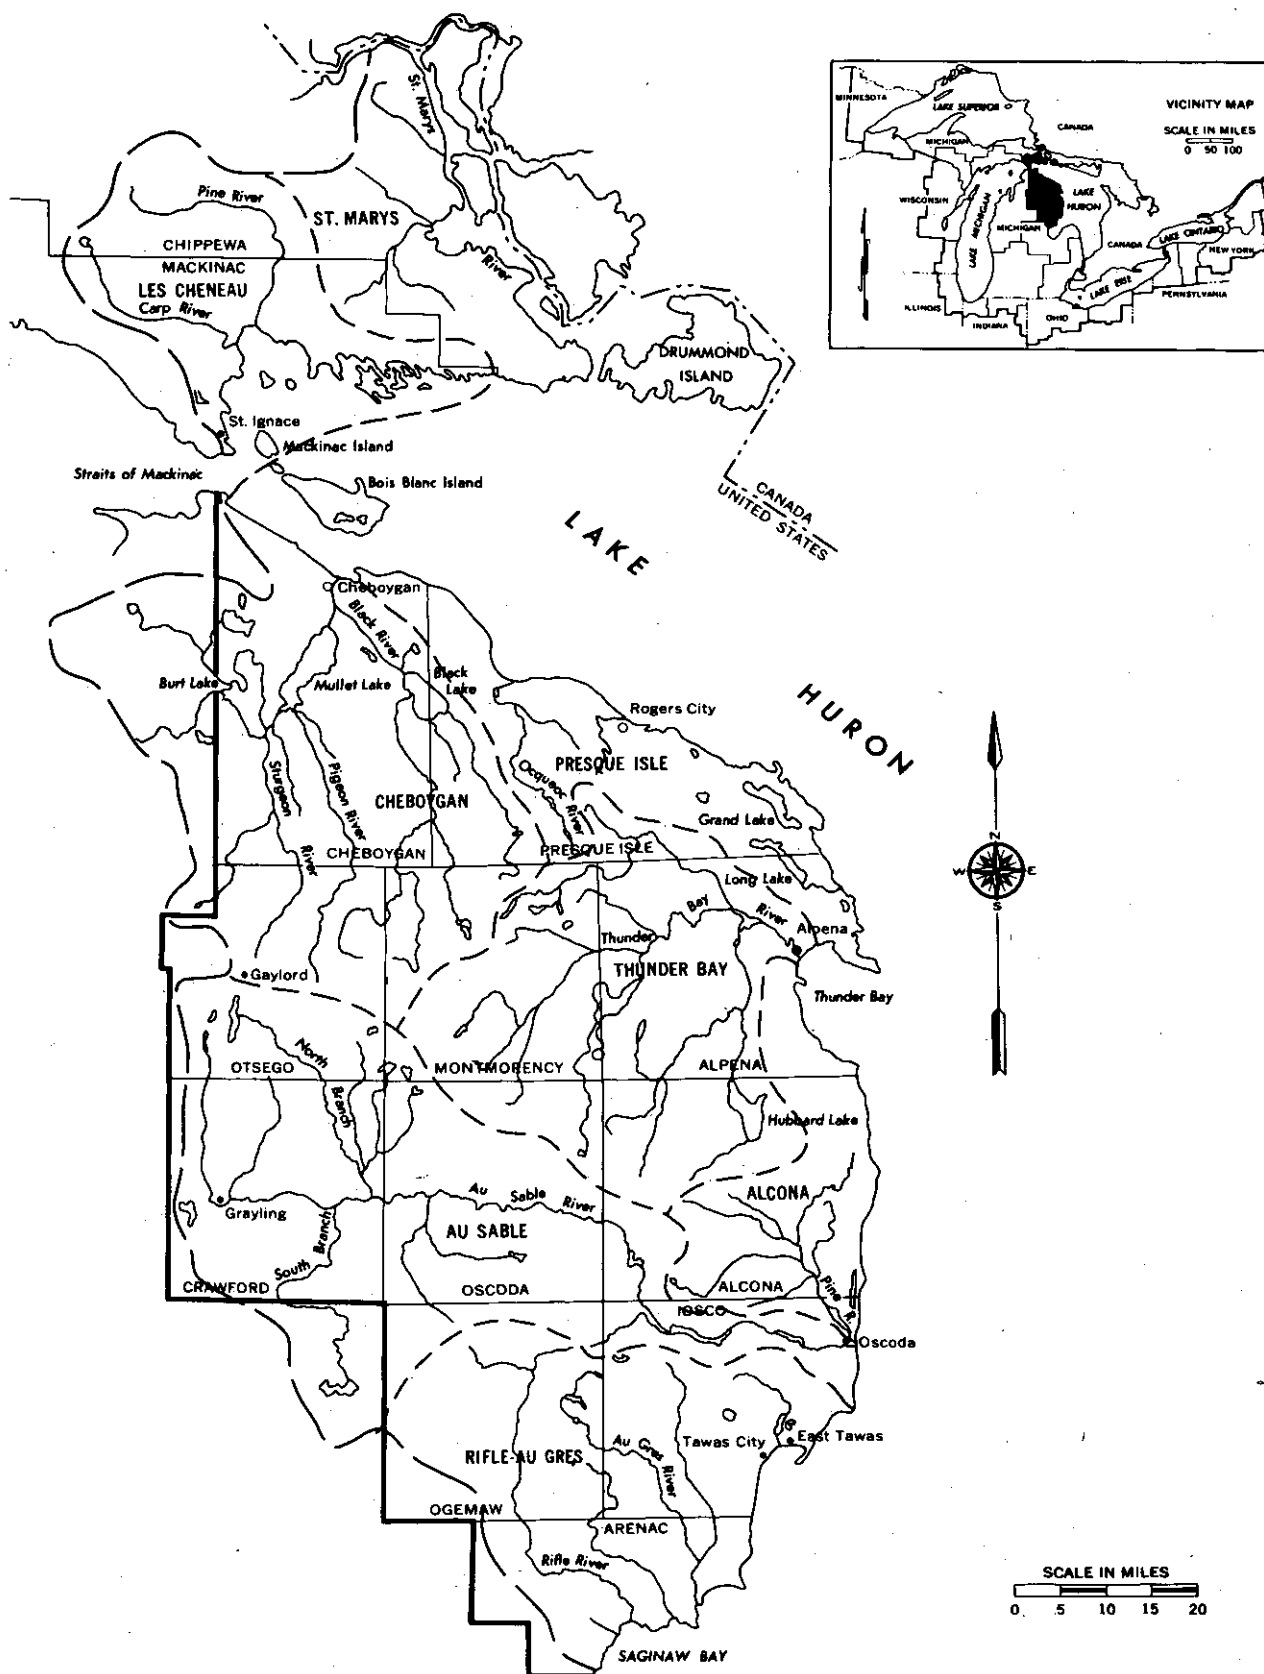 VICINITY MAP
SCALE IN MILES
0 50 100
MINNESOTA
LAKE SUPERIOR
CANADA
MICHIGAN
WISCONSIN
LAKE MICHIGAN
MICHIGAN
LAKE
HURON
CANADA
LAKE ONTARIO
NEW YORK
LAKE ERIE
PENNSYLVANIA
ILLINOIS
INDIANA
OHIO
St. Marys
River
Pine River
ST. MARYS
CHIPPEWA
MACKINAC
LES CHENEAU
Carp River
DRUMMOND
ISLAND
St. Ignace
Mackinac Island
Straits of Mackinac
Bois Blanc Island
CANADA
UNITED STATES
LAKE
HURON
Cheboygan
Black River
Burt Lake
Mullet Lake
Black
Lake
Rogers City
PRESQUE ISLE
Sturgeon
River
Pigeon River
CHEBOYGAN
Ocqueoc River
Grand Lake
CHEBOYGAN
PRESQUE ISLE
Long Lake
Thunder
Bay
River
Alpena
Gaylord
THUNDER BAY
Thunder Bay
North
Branch
OTSEGO
MONTMORENCY
ALPENA
Hubbard Lake
Au Sable River
ALCONA
Grayling
South Branch
AU SABLE
CRAWFORD
OSCODA
ALCONA
IOSCO
Pine R.
Oscoda
Tawas City
East Tawas
RIFLE-AU GRES
Au Gres River
OGEMAW
ARENAC
Rifle River
SAGINAW BAY
N
W
E
S
SCALE IN MILES
0 5 10 15 20